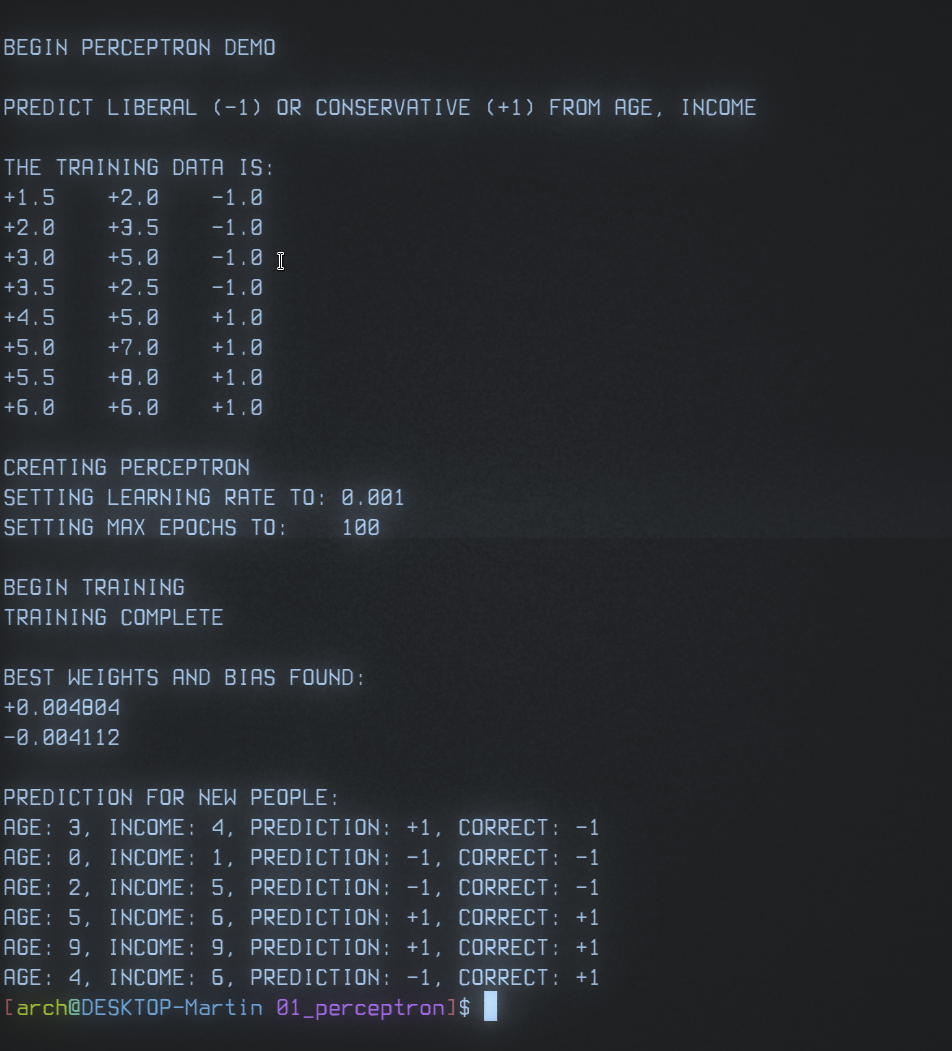 BEGIN PERCEPTRON DEMO
PREDICT LIBERAL (-1) OR CONSERVATIVE (+1) FROM AGE, INCOME
THE TRAINING DATA IS:
+1.5 +2.0 -1.0
+2.0 +3.5 -1.0
+3.0 +5.0 -1.0
+3.5 +2.5 -1.0
+4.5 +5.0 +1.0
+5.0 +7.0 +1.0
+5.5 +8.0 +1.0
+6.0 +6.0 +1.0
CREATING PERCEPTRON
SETTING LEARNING RATE TO: 0.001
SETTING MAX EPOCHS TO: 100
BEGIN TRAINING
TRAINING COMPLETE
BEST WEIGHTS AND BIAS FOUND:
+0.004804
-0.004112
PREDICTION FOR NEW PEOPLE:
AGE: 3, INCOME: 4, PREDICTION: +1, CORRECT: -1
AGE: 0, INCOME: 1, PREDICTION: -1, CORRECT: -1
AGE: 2, INCOME: 5, PREDICTION: -1, CORRECT: -1
AGE: 5, INCOME: 6, PREDICTION: +1, CORRECT: +1
AGE: 9, INCOME: 9, PREDICTION: +1, CORRECT: +1
AGE: 4, INCOME: 6, PREDICTION: -1, CORRECT: +1
[arch@DESKTOP-Martin 01_perceptron]$